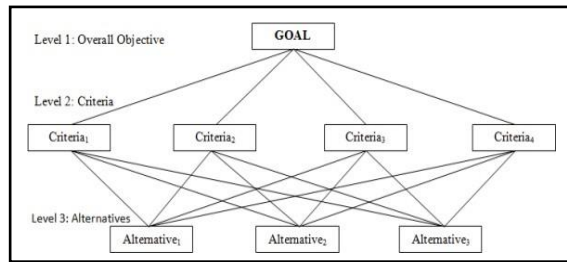 Level 1: Overall Objective
GOAL
Level 2: Criteria
Criteria₁
Criteria₂
Criteria₃
Criteria₄
Level 3: Alternatives
Alternative₁
Alternative₂
Alternative₃